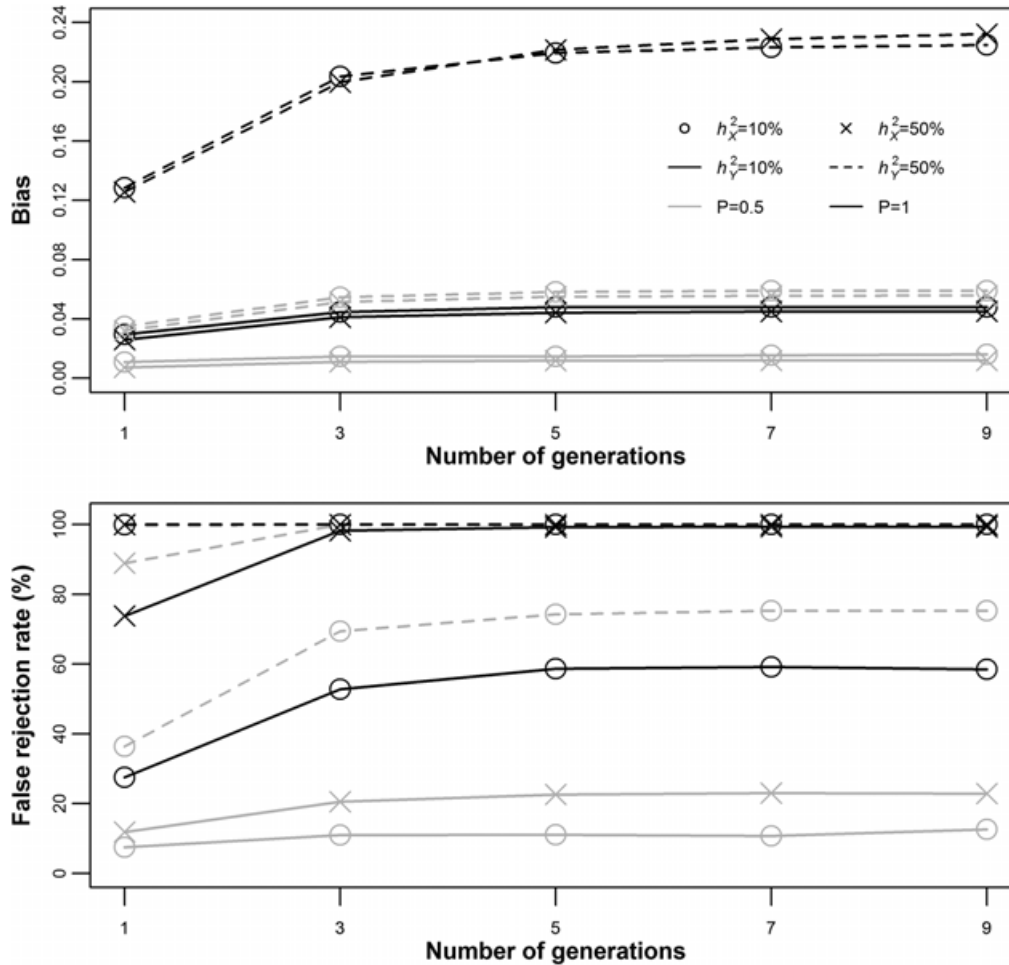 0.24
0.20
0.16
0.12
0.08
0.04
0.00
Bias
h²X=10%
h²X=50%
h²Y=10%
h²Y=50%
P=0.5
P=1
1 3 5 7 9
Number of generations
100
80
60
40
20
0
False rejection rate (%)
1 3 5 7 9
Number of generations